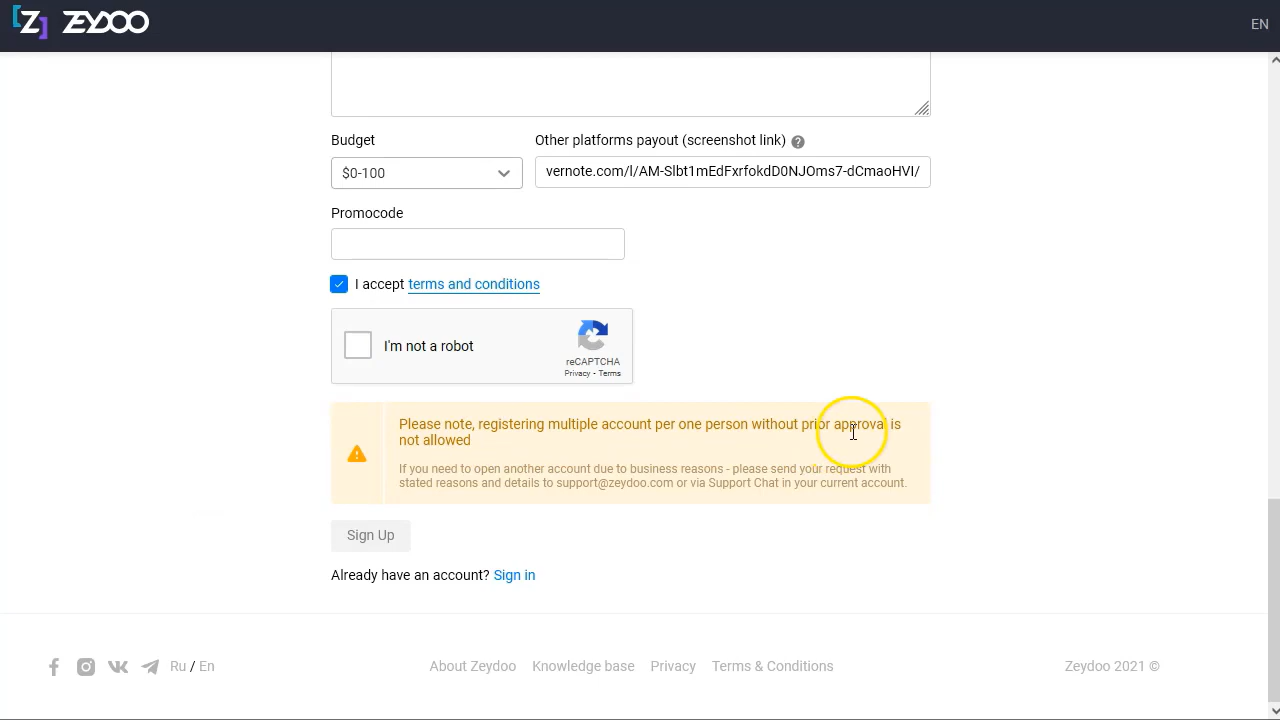 [Z] ZEYDOO
EN
Budget
Other platforms payout (screenshot link) ?
$0-100
vernote.com/l/AM-Slbt1mEdFxrfokdD0NJOms7-dCmaoHVI/
Promocode
I accept terms and conditions
I'm not a robot
reCAPTCHA
Privacy - Terms
Please note, registering multiple account per one person without prior approval is
not allowed
If you need to open another account due to business reasons - please send your request with
stated reasons and details to support@zeydoo.com or via Support Chat in your current account.
Sign Up
Already have an account? Sign in
Ru / En
About Zeydoo
Knowledge base
Privacy
Terms & Conditions
Zeydoo 2021 ©